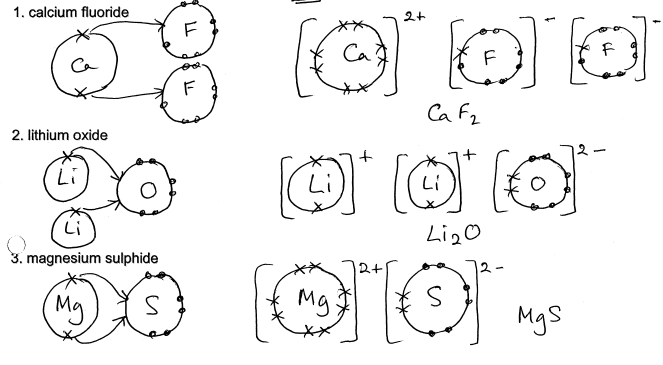 1. calcium fluoride
Ca F F
[Ca]2+ [F]- [F]-
CaF2
2. lithium oxide
Li Li O
[Li]+ [Li]+ [O]2-
Li2O
3. magnesium sulphide
Mg S
[Mg]2+ [S]2-
MgS